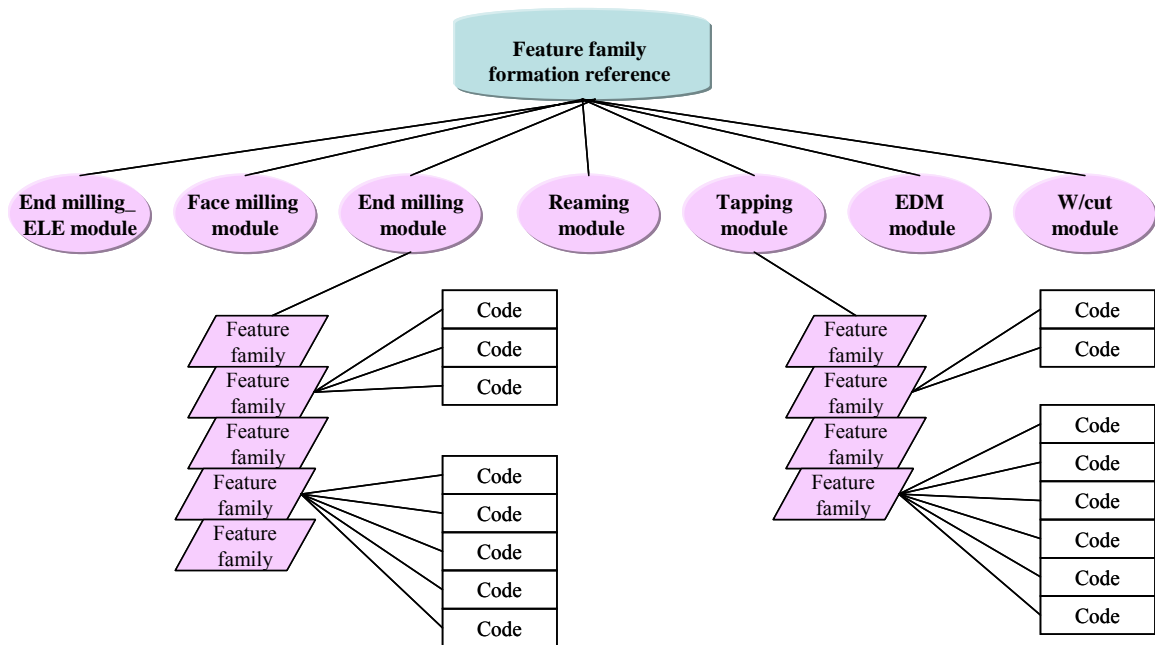 Feature family
formation reference
End milling_
ELE module
Face milling
module
End milling
module
Reaming
module
Tapping
module
EDM
module
W/cut
module
Feature
family
Feature
family
Feature
family
Feature
family
Feature
family
Code
Code
Code
Code
Code
Code
Code
Code
Feature
family
Feature
family
Feature
family
Feature
family
Code
Code
Code
Code
Code
Code
Code
Code